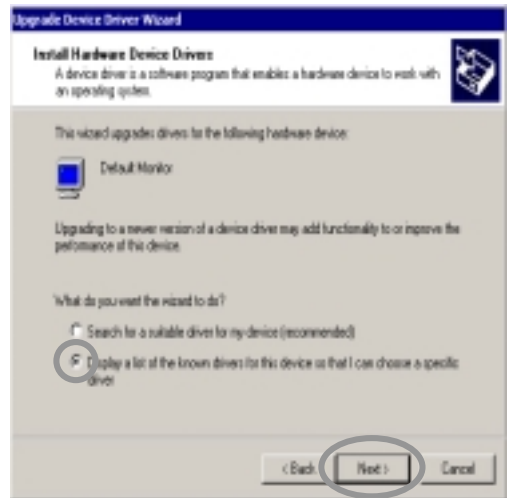 Upgrade Device Driver Wizard
Install Hardware Device Drivers
A device driver is a software program that enables a hardware device to work with
an operating system.
This wizard upgrades drivers for the following hardware device:
Default Monitor
Upgrading to a newer version of a device driver may add functionality to or improve the
performance of this device.
What do you want the wizard to do?
Search for a suitable driver for my device (recommended)
Display a list of the known drivers for this device so that I can choose a specific
driver
< Back
Next >
Cancel